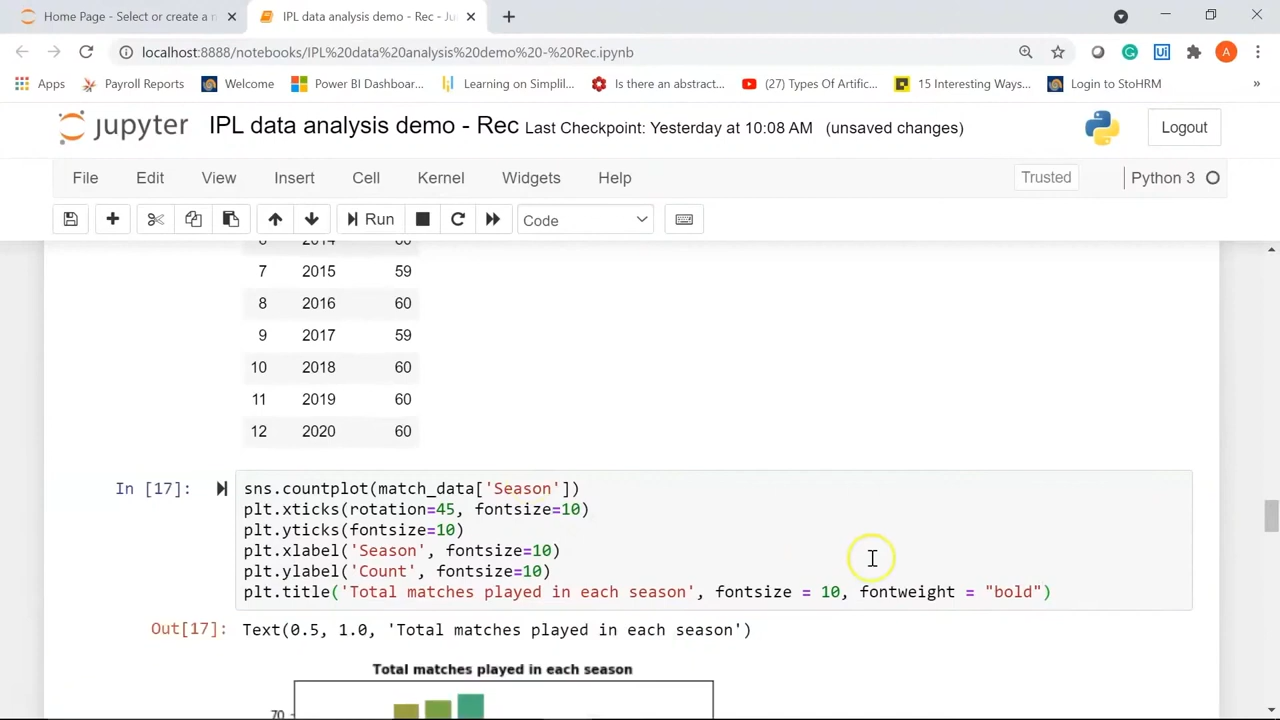 Home Page - Select or create a n
IPL data analysis demo - Rec - Ju
localhost:8888/notebooks/IPL%20data%20analysis%20demo%20-%20Rec.ipynb
A
Apps
Payroll Reports
Welcome
Power BI Dashboar...
Learning on Simplil...
Is there an abstract...
(27) Types Of Artific...
15 Interesting Ways...
Login to StoHRM
»
jupyter IPL data analysis demo - Rec Last Checkpoint: Yesterday at 10:08 AM (unsaved changes)
Logout
File Edit View Insert Cell Kernel Widgets Help
Trusted
Python 3
Run
Code
6 2014 60
7 2015 59
8 2016 60
9 2017 59
10 2018 60
11 2019 60
12 2020 60
In [17]:
sns.countplot(match_data['Season'])
plt.xticks(rotation=45, fontsize=10)
plt.yticks(fontsize=10)
plt.xlabel('Season', fontsize=10)
plt.ylabel('Count', fontsize=10)
plt.title('Total matches played in each season', fontsize = 10, fontweight = "bold")
Out[17]: Text(0.5, 1.0, 'Total matches played in each season')
Total matches played in each season
70